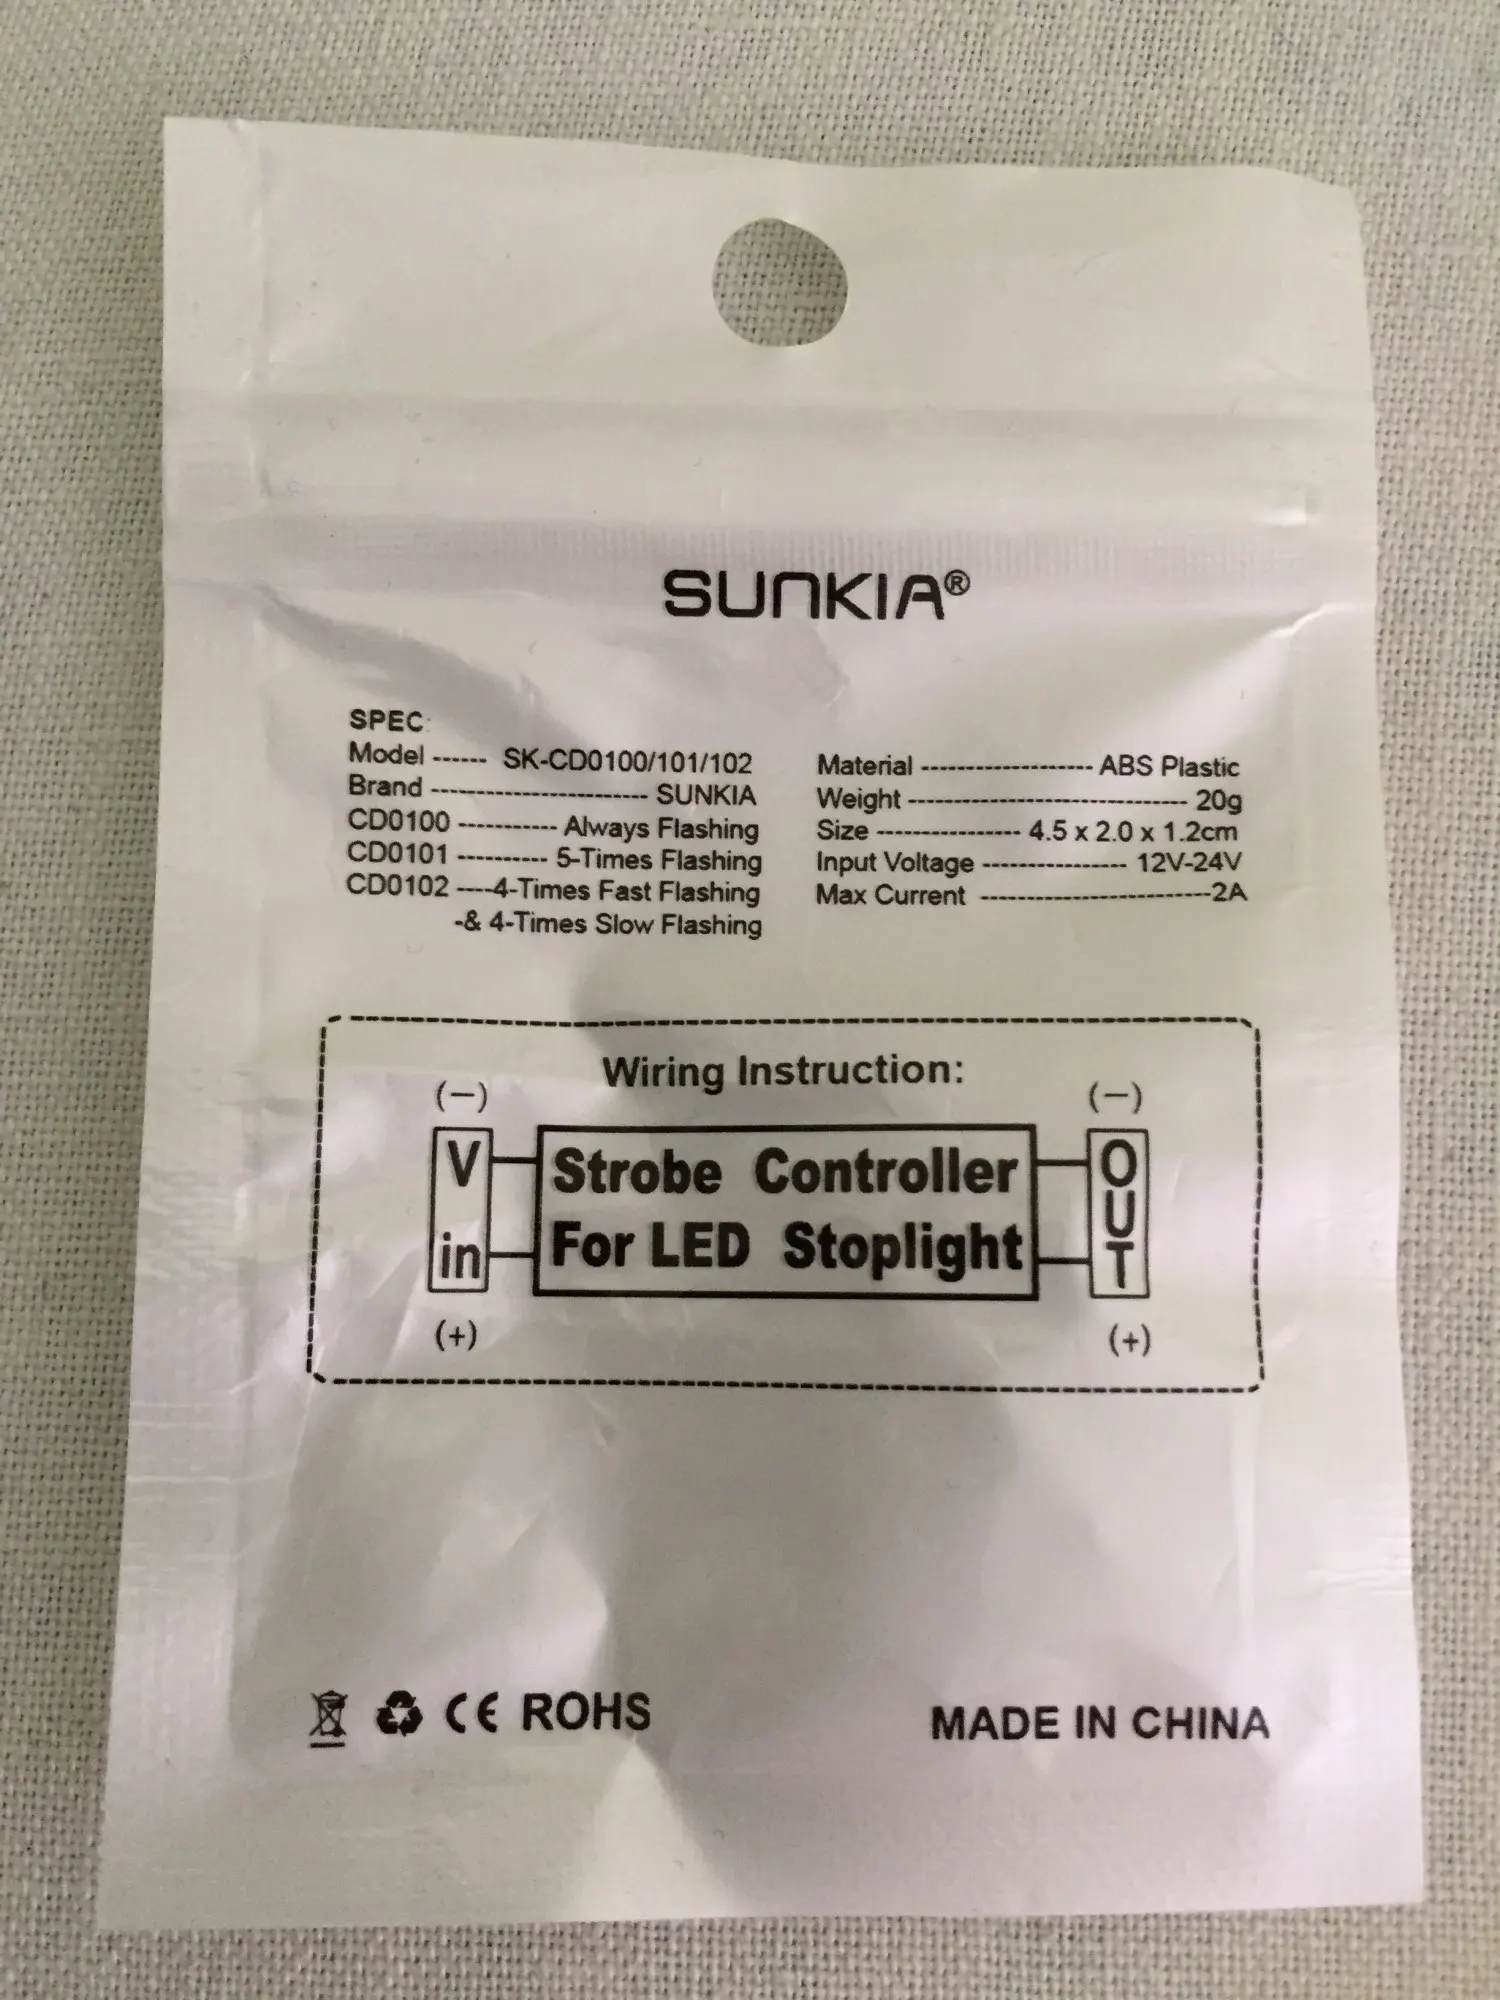 SUNKIA®
SPEC:
Model ------ SK-CD0100/101/102
Brand ----------------------- SUNKIA
CD0100 ----------- Always Flashing
CD0101 ---------- 5-Times Flashing
CD0102 ----4-Times Fast Flashing
-& 4-Times Slow Flashing
Material ------------------- ABS Plastic
Weight ------------------------------- 20g
Size ---------------- 4.5 x 2.0 x 1.2cm
Input Voltage ---------------- 12V-24V
Max Current -------------------------2A
Wiring Instruction:
(−)
V
in
(+)
Strobe Controller
For LED Stoplight
(−)
OUT
(+)
CE ROHS
MADE IN CHINA